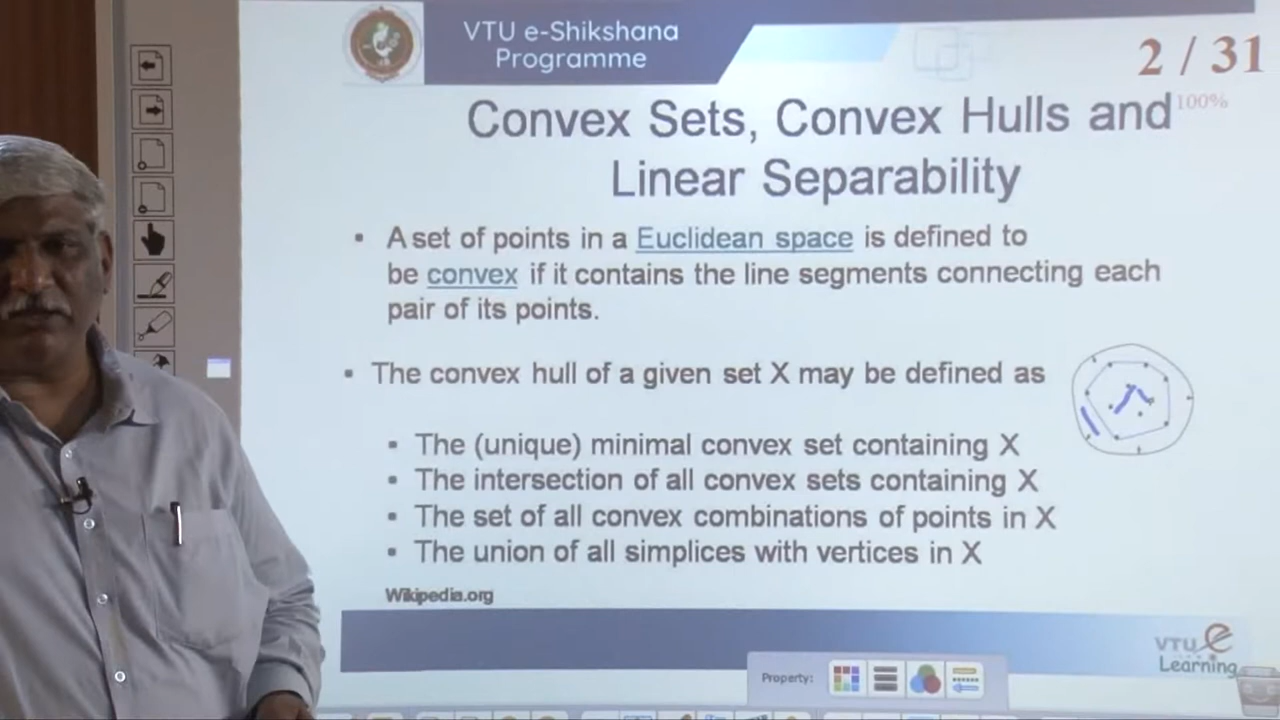 VTU e-Shikshana
Programme
2 / 31
100%
Convex Sets, Convex Hulls and
Linear Separability
▪ A set of points in a Euclidean space is defined to
be convex if it contains the line segments connecting each
pair of its points.
▪ The convex hull of a given set X may be defined as
▪ The (unique) minimal convex set containing X
▪ The intersection of all convex sets containing X
▪ The set of all convex combinations of points in X
▪ The union of all simplices with vertices in X
Wikipedia.org
VTU e
Learning
Property: